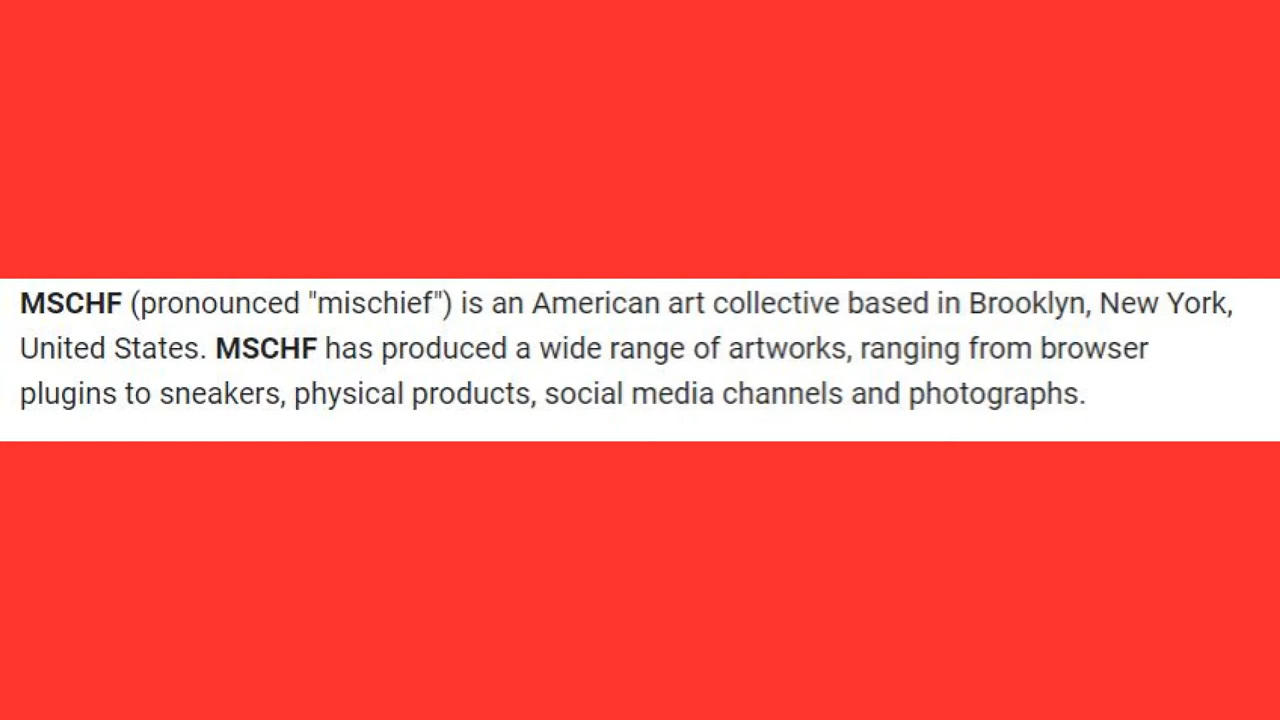 MSCHF (pronounced "mischief") is an American art collective based in Brooklyn, New York,
United States. MSCHF has produced a wide range of artworks, ranging from browser
plugins to sneakers, physical products, social media channels and photographs.